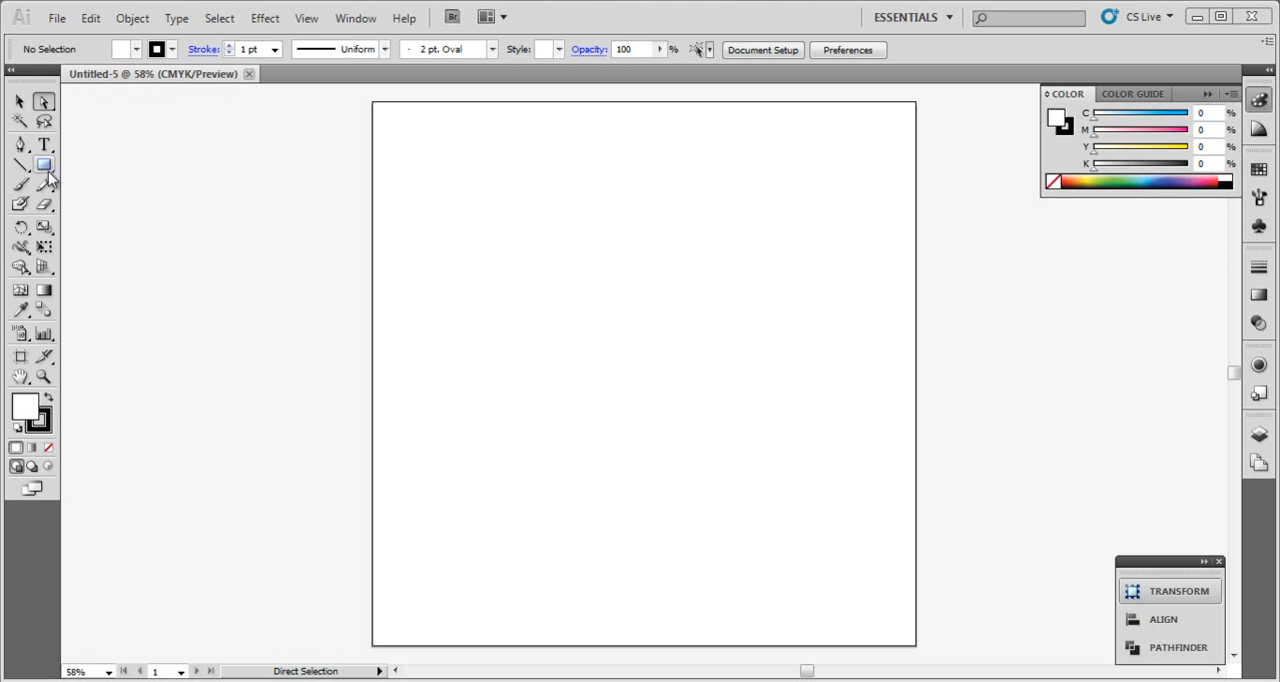 Ai File Edit Object Type Select Effect View Window Help Br ESSENTIALS CS Live
No Selection Stroke: 1 pt Uniform 2 pt. Oval Style: Opacity: 100 % Document Setup Preferences
Untitled-5 @ 58% (CMYK/Preview)
COLOR COLOR GUIDE
C 0 %
M 0 %
Y 0 %
K 0 %
T
TRANSFORM
ALIGN
PATHFINDER
58% 1 Direct Selection